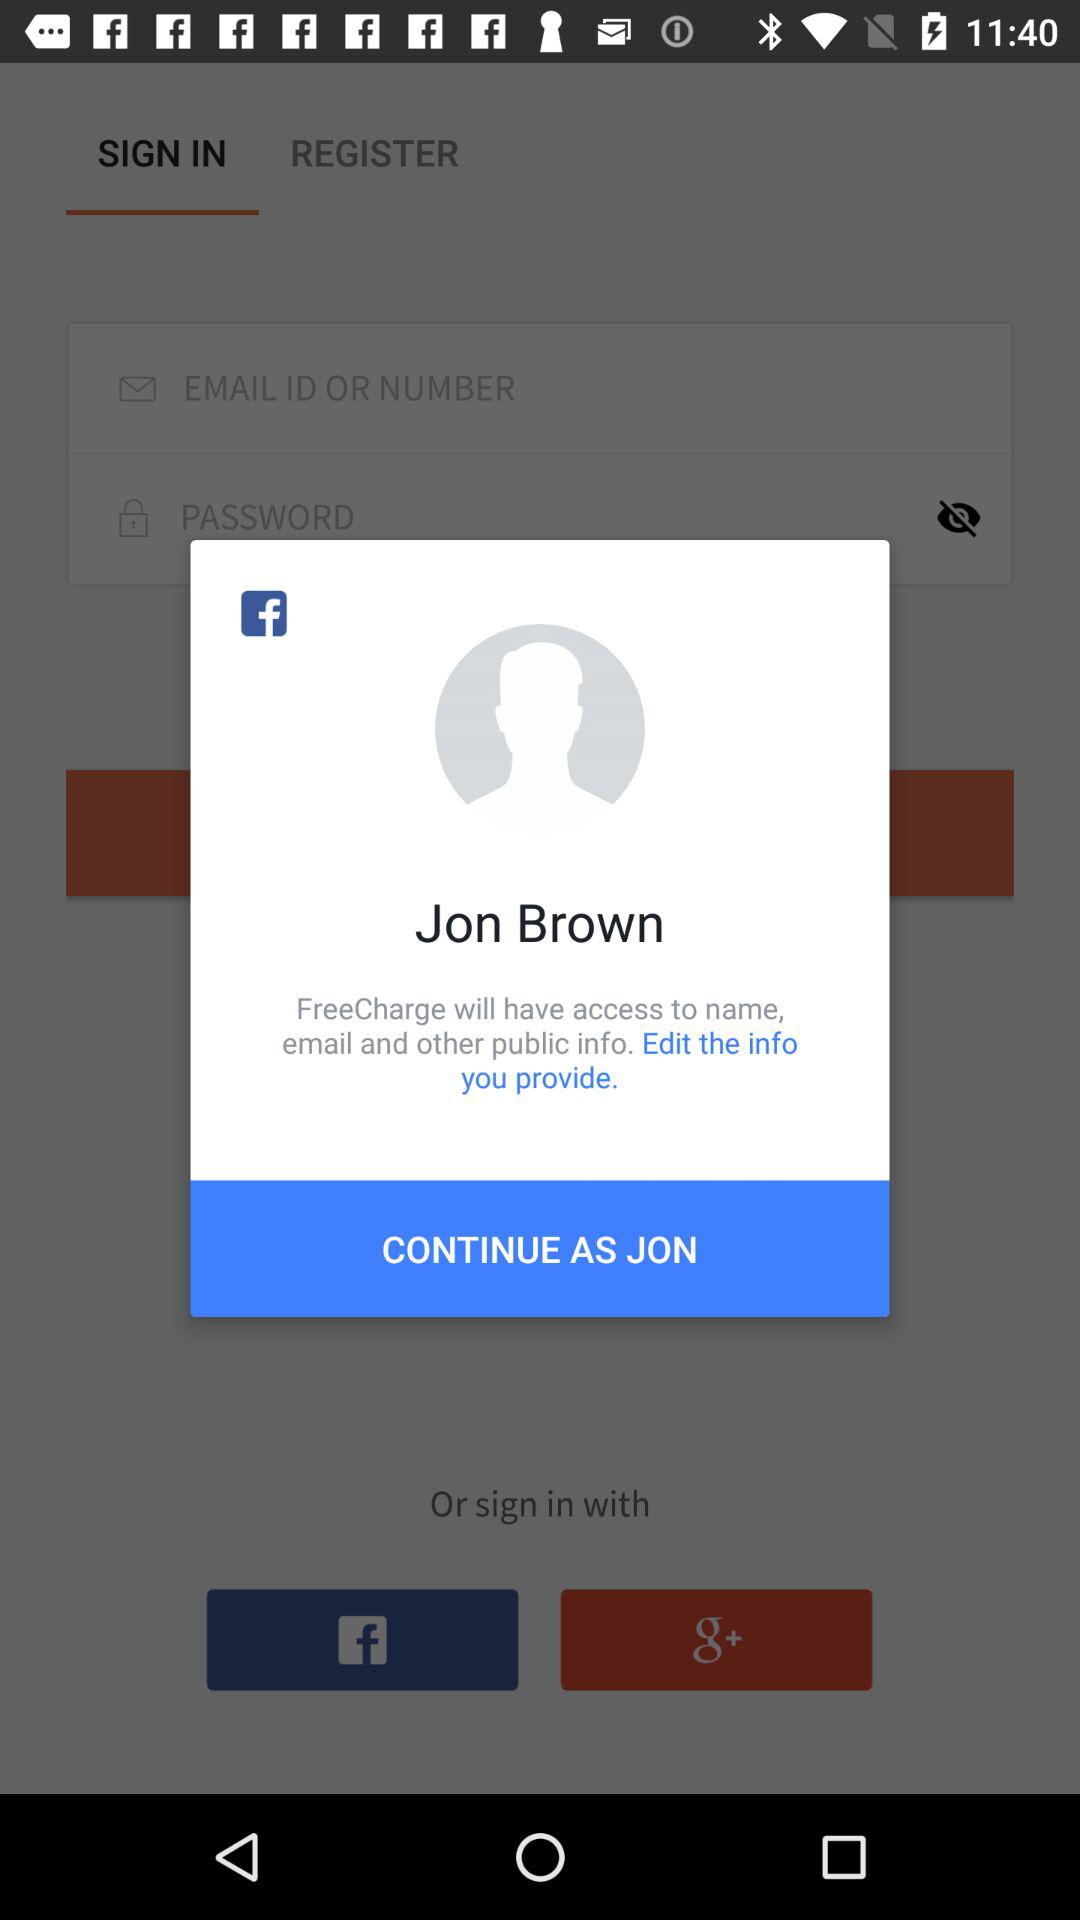 11:40
SIGN IN REGISTER
EMAIL ID OR NUMBER
PASSWORD
Jon Brown
FreeCharge will have access to name,
email and other public info. Edit the info
you provide.
CONTINUE AS JON
Or sign in with
g+